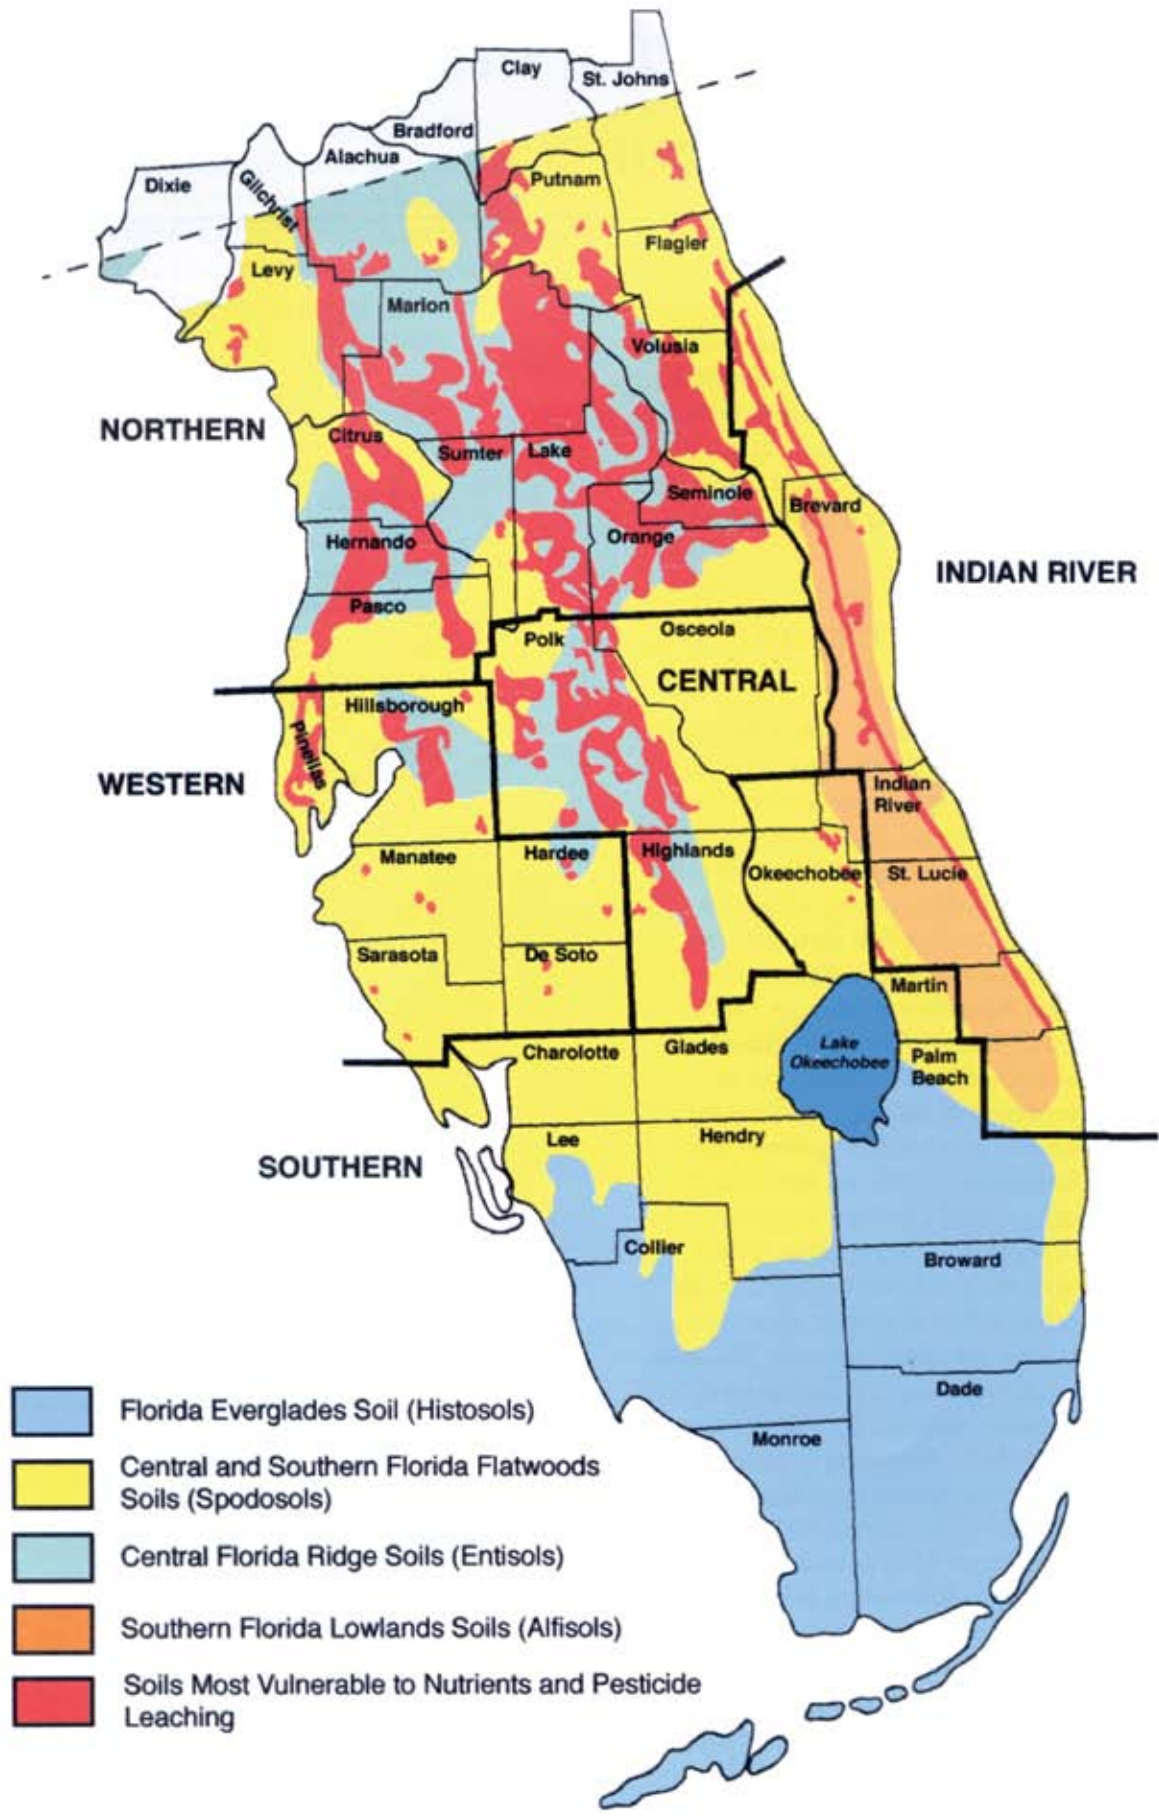 Clay
St. Johns
Bradford
Alachua
Dixie
Gilchrist
Putnam
Flagler
Levy
Marion
Volusia
NORTHERN
Citrus
Sumter
Lake
Seminole
Brevard
Orange
Hernando
INDIAN RIVER
Pasco
Polk
Osceola
CENTRAL
Hillsborough
Pinellas
WESTERN
Indian
River
Manatee
Hardee
Highlands
Okeechobee
St. Lucie
Sarasota
De Soto
Martin
Charolotte
Glades
Lake
Okeechobee
Palm
Beach
Lee
Hendry
SOUTHERN
Collier
Broward
Dade
Monroe
Florida Everglades Soil (Histosols)
Central and Southern Florida Flatwoods
Soils (Spodosols)
Central Florida Ridge Soils (Entisols)
Southern Florida Lowlands Soils (Alfisols)
Soils Most Vulnerable to Nutrients and Pesticide
Leaching